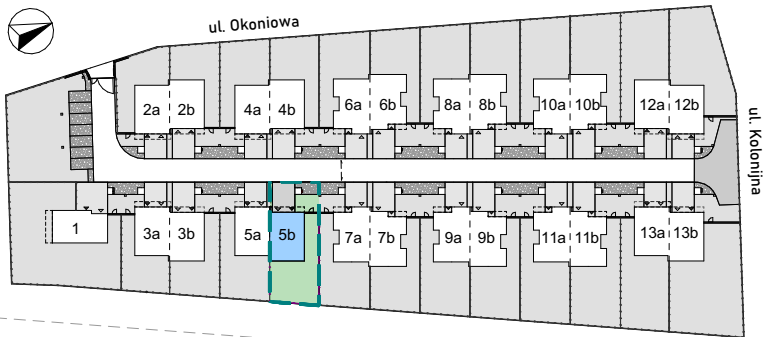 ul. Okoniowa
2a 2b 4a 4b 6a 6b 8a 8b 10a 10b 12a 12b
ul. Kolonijna
1 3a 3b 5a 5b 7a 7b 9a 9b 11a 11b 13a 13b